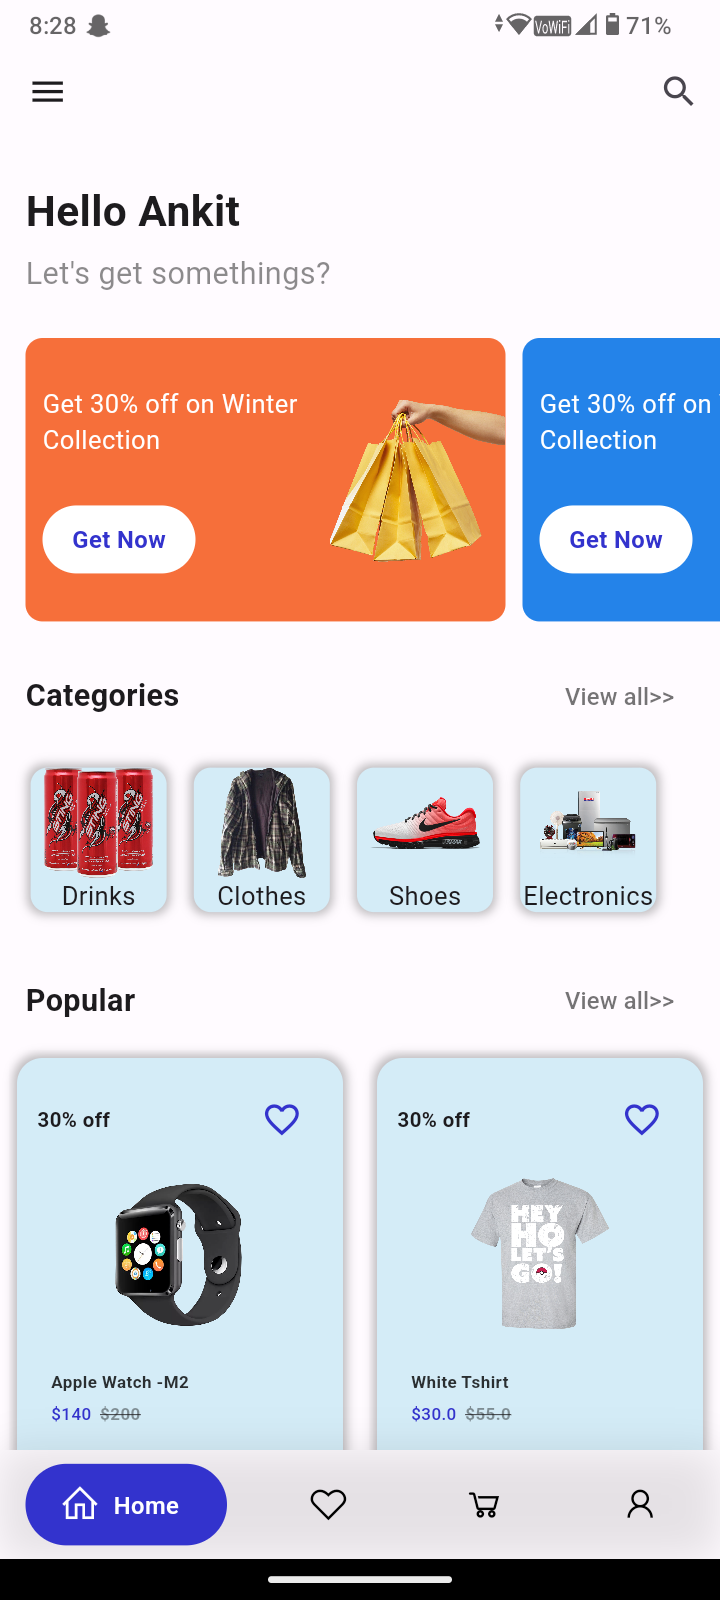 8:28
VoWiFi
71%
Hello Ankit
Let's get somethings?
Get 30% off on Winter
Collection
Get Now
Get 30% off on
Collection
Get Now
Categories
View all>>
Drinks
Clothes
Shoes
Electronics
Popular
View all>>
30% off
30% off
HEY
HO
LET'S
GO!
Apple Watch -M2
$140 $200
White Tshirt
$30.0 $55.0
Home